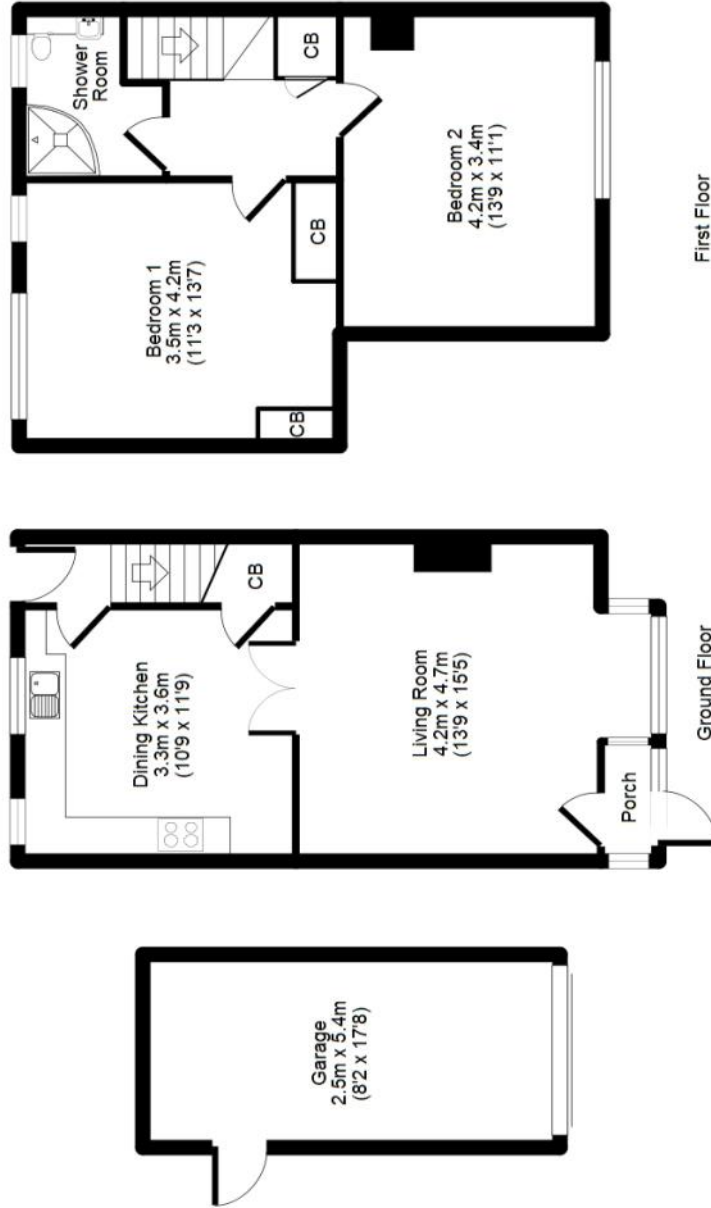 Garage
2.5m x 5.4m
(8'2 x 17'8)
Dining Kitchen
3.3m x 3.6m
(10'9 x 11'9)
CB
Living Room
4.2m x 4.7m
(13'9 x 15'5)
Porch
Ground Floor
Shower
Room
CB
Bedroom 1
3.5m x 4.2m
(11'3 x 13'7)
CB
CB
Bedroom 2
4.2m x 3.4m
(13'9 x 11'1)
First Floor